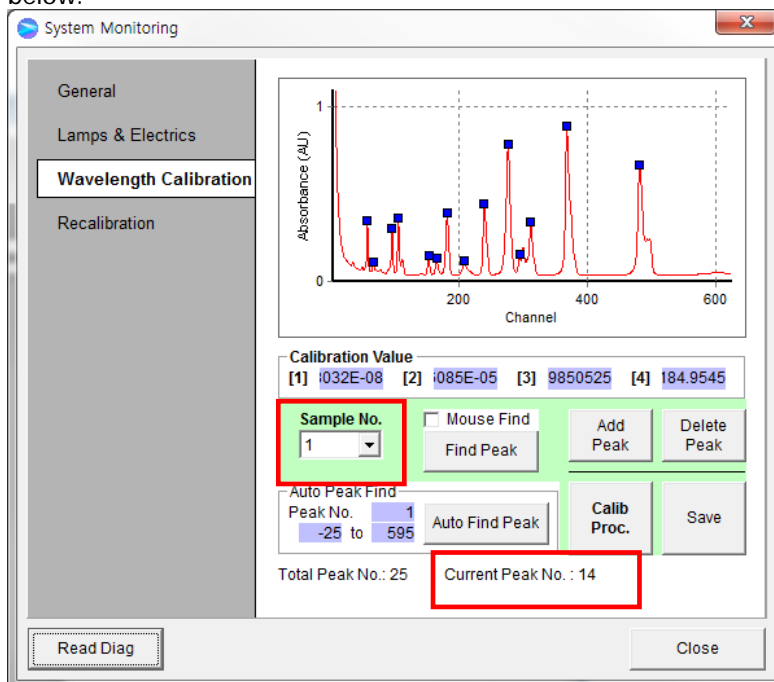 below.
System Monitoring
General
Lamps & Electrics
Wavelength Calibration
Recalibration
Absorbance (AU)
1
0
200 400 600
Channel
Calibration Value
[1] 032E-08 [2] 085E-05 [3] 9850525 [4] 184.9545
Sample No.
1
Mouse Find
Find Peak
Add
Peak
Delete
Peak
Auto Peak Find
Peak No. 1
-25 to 595
Auto Find Peak
Calib
Proc.
Save
Total Peak No.: 25 Current Peak No. : 14
Read Diag
Close